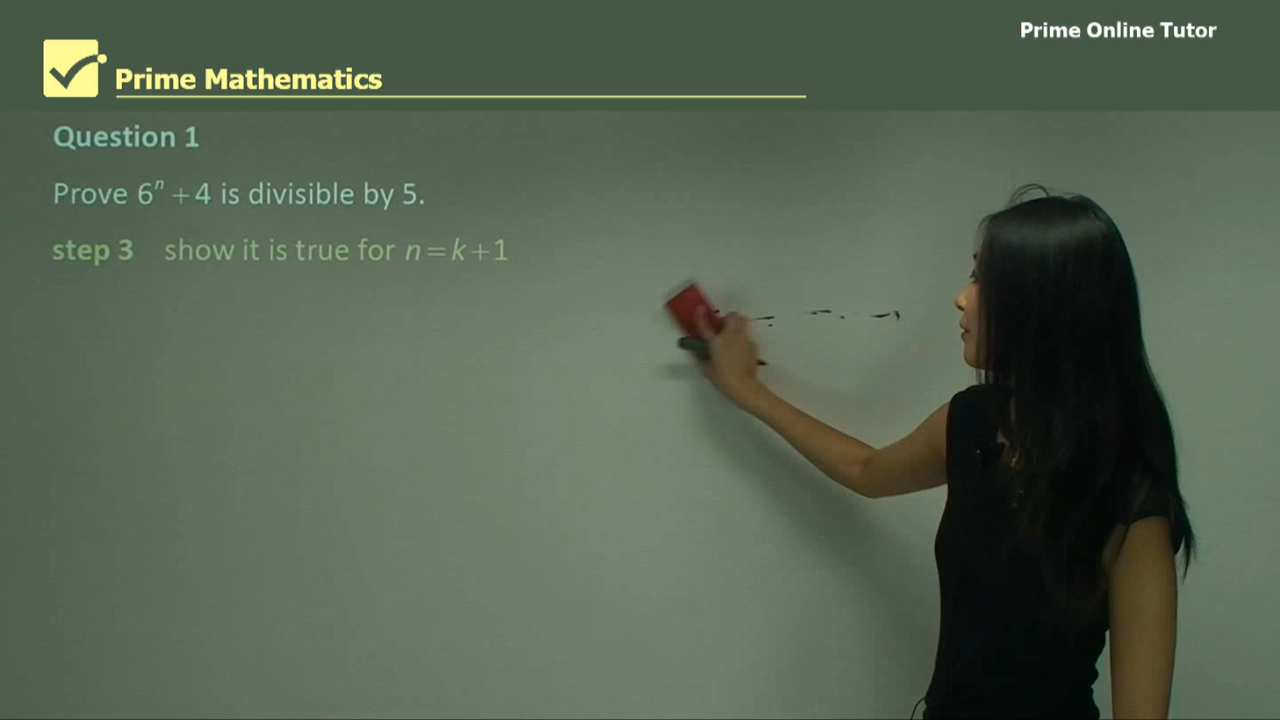 Prime Online Tutor
Prime Mathematics
Question 1
Prove 6ⁿ + 4 is divisible by 5.
step 3 show it is true for n = k + 1